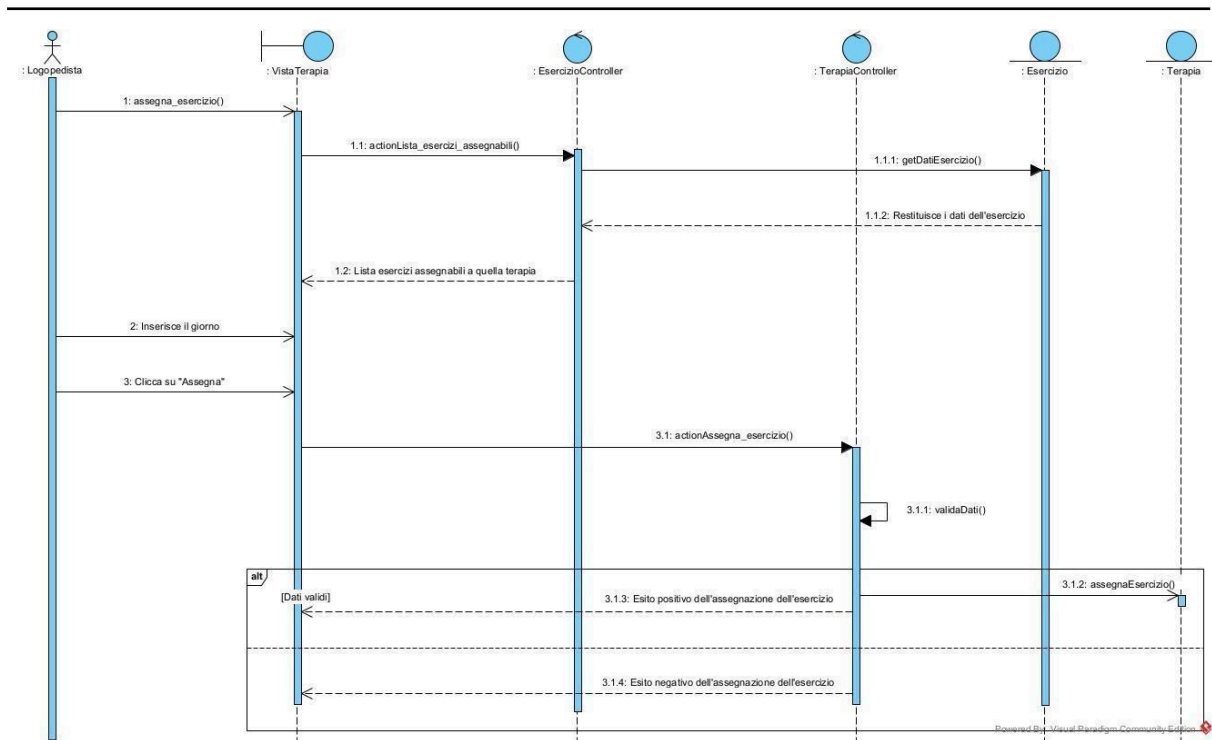 : Logopedista
: VistaTerapia
: EsercizioController
: TerapiaController
: Esercizio
: Terapia
1: assegna_esercizio()
1.1: actionLista_esercizi_assegnabili()
1.1.1: getDatiEsercizio()
1.1.2: Restituisce i dati dell'esercizio
1.2: Lista esercizi assegnabili a quella terapia
2: Inserisce il giorno
3: Clicca su "Assegna"
3.1: actionAssegna_esercizio()
3.1.1: validaDati()
alt
3.1.2: assegnaEsercizio()
[Dati validi]
3.1.3: Esito positivo dell'assegnazione dell'esercizio
3.1.4: Esito negativo dell'assegnazione dell'esercizio
Powered By Visual Paradigm Community Edition